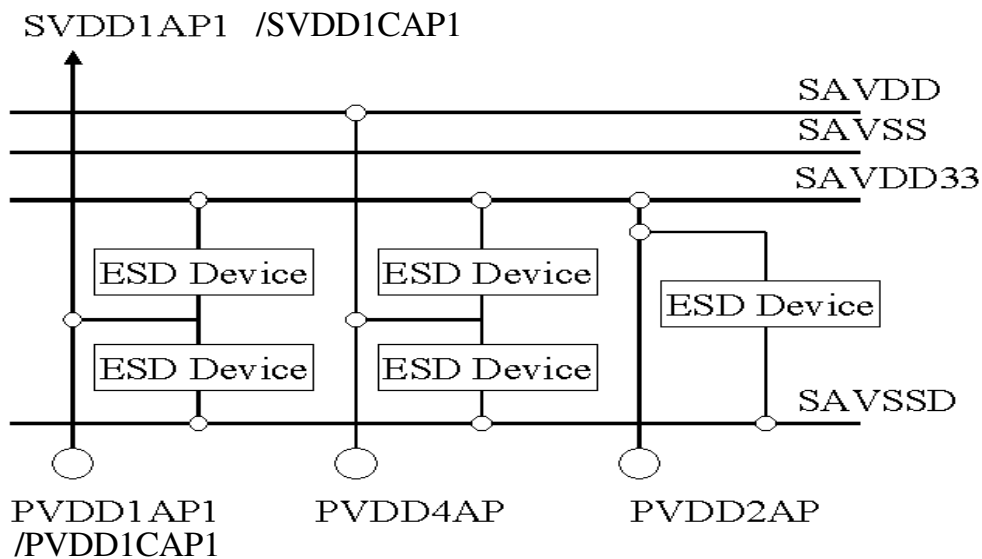 SVDD1AP1 /SVDD1CAP1
SAVDD
SAVSS
SAVDD33
ESD Device
ESD Device
ESD Device
ESD Device
ESD Device
SAVSSD
PVDD1AP1
/PVDD1CAP1
PVDD4AP
PVDD2AP